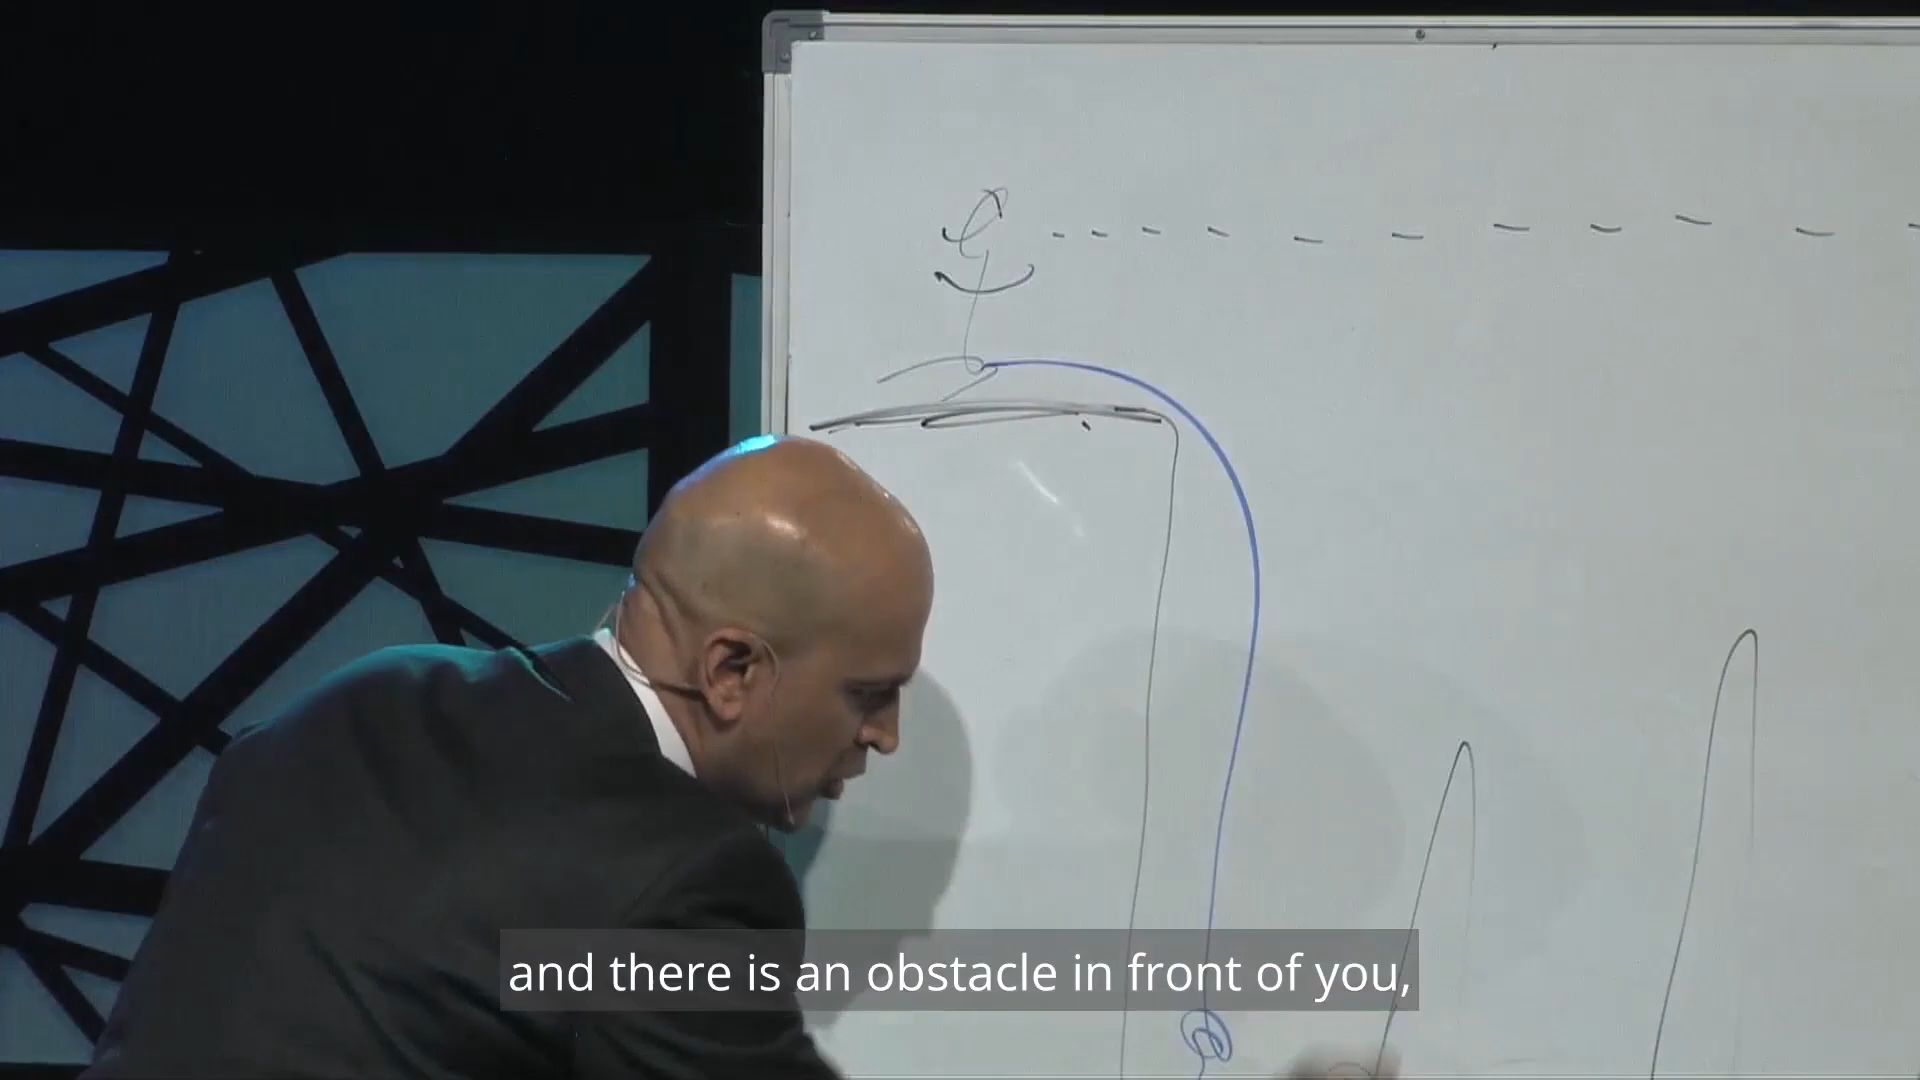 and there is an obstacle in front of you,